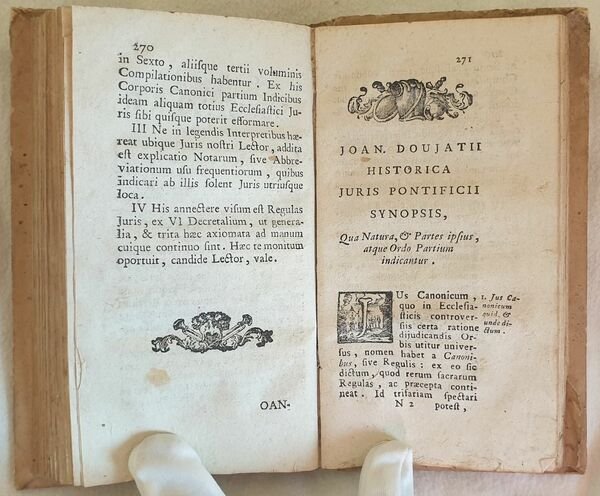 270
in Sexto, aliisque tertii voluminis
Compilationibus habentur. Ex his
Corporis Canonici partium Indicibus
ideam aliquam totius Ecclesiastici Ju-
ris sibi quisque poterit efformare.
III Ne in legendis Interpretibus hæ-
reat ubique Juris nostri Lector, addita
est explicatio Notarum, sive Abbre-
viationum usu frequentiorum, quibus
indicari ab illis solent Juris utriusque
loca.
IV His annectere visum est Regulas
Juris, ex VI Decretalium, ut genera-
lia, & trita hæc axiomata ad manum
cuique continuo sint. Hæc te monitum
oportuit, candide Lector, vale.
OAN-
271
JOAN. DOUJATII
HISTORICA
JURIS PONTIFICII
SYNOPSIS,
Qua Natura, & Partes ipsius,
atque Ordo Partium
indicantur.
IUs Canonicum,
quo in Ecclesia-
sticis controver-
siis certa ratione
dijudicandis Or-
bis utitur univer-
sus, nomen habet a Canoni-
bus, sive Regulis: ex eo sic
dictum, quod rerum sacrarum
Regulas, ac præcepta conti-
neat. Id trifariam spectari
N 2 potest,
1. Jus Ca-
nonicum
quid, &
unde di-
ctum.